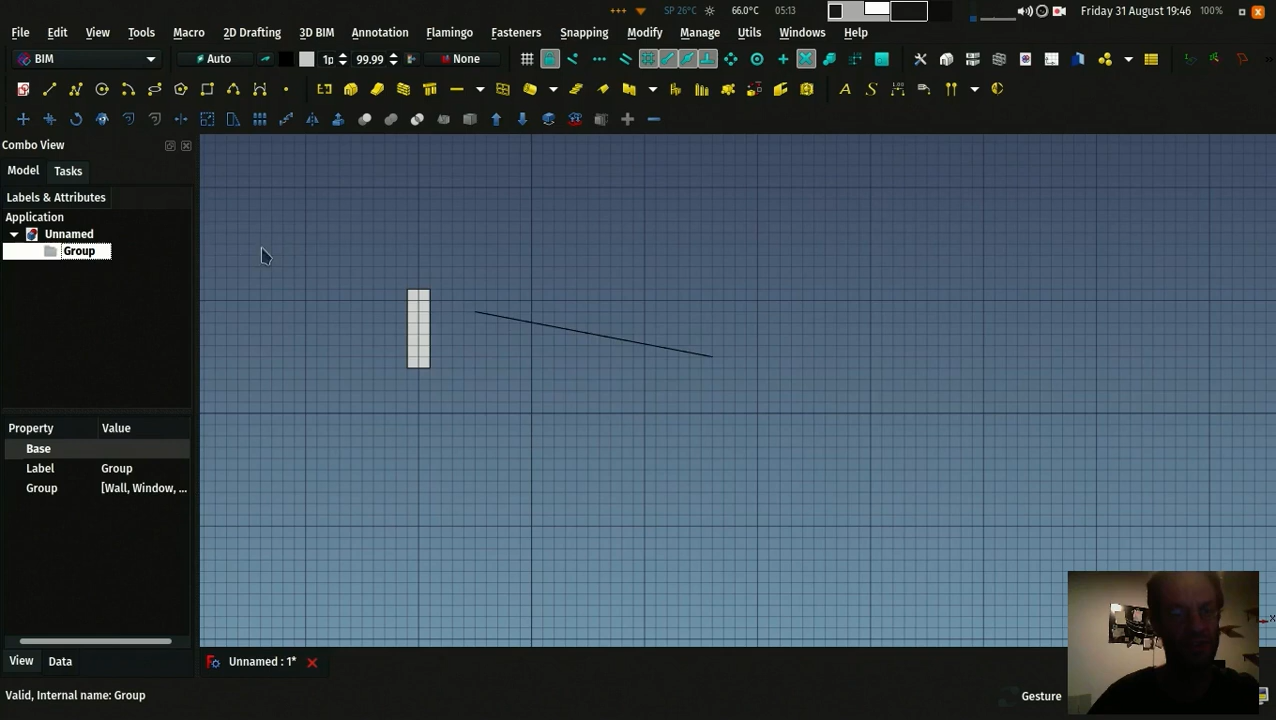 SP 26°C 66.0°C 05:13 Friday 31 August 19:46 100%
File Edit View Tools Macro 2D Drafting 3D BIM Annotation Flamingo Fasteners Snapping Modify Manage Utils Windows Help
BIM Auto 1p 99.99 None
Combo View
Model Tasks
Labels & Attributes
Application
Unnamed
Group
Property Value
Base
Label Group
Group [Wall, Window, ...
View Data
Unnamed : 1*
Valid, Internal name: Group
Gesture